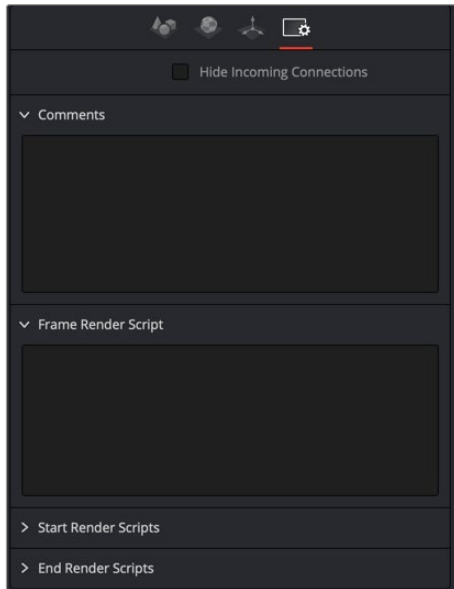 Hide Incoming Connections
Comments
Frame Render Script
Start Render Scripts
End Render Scripts